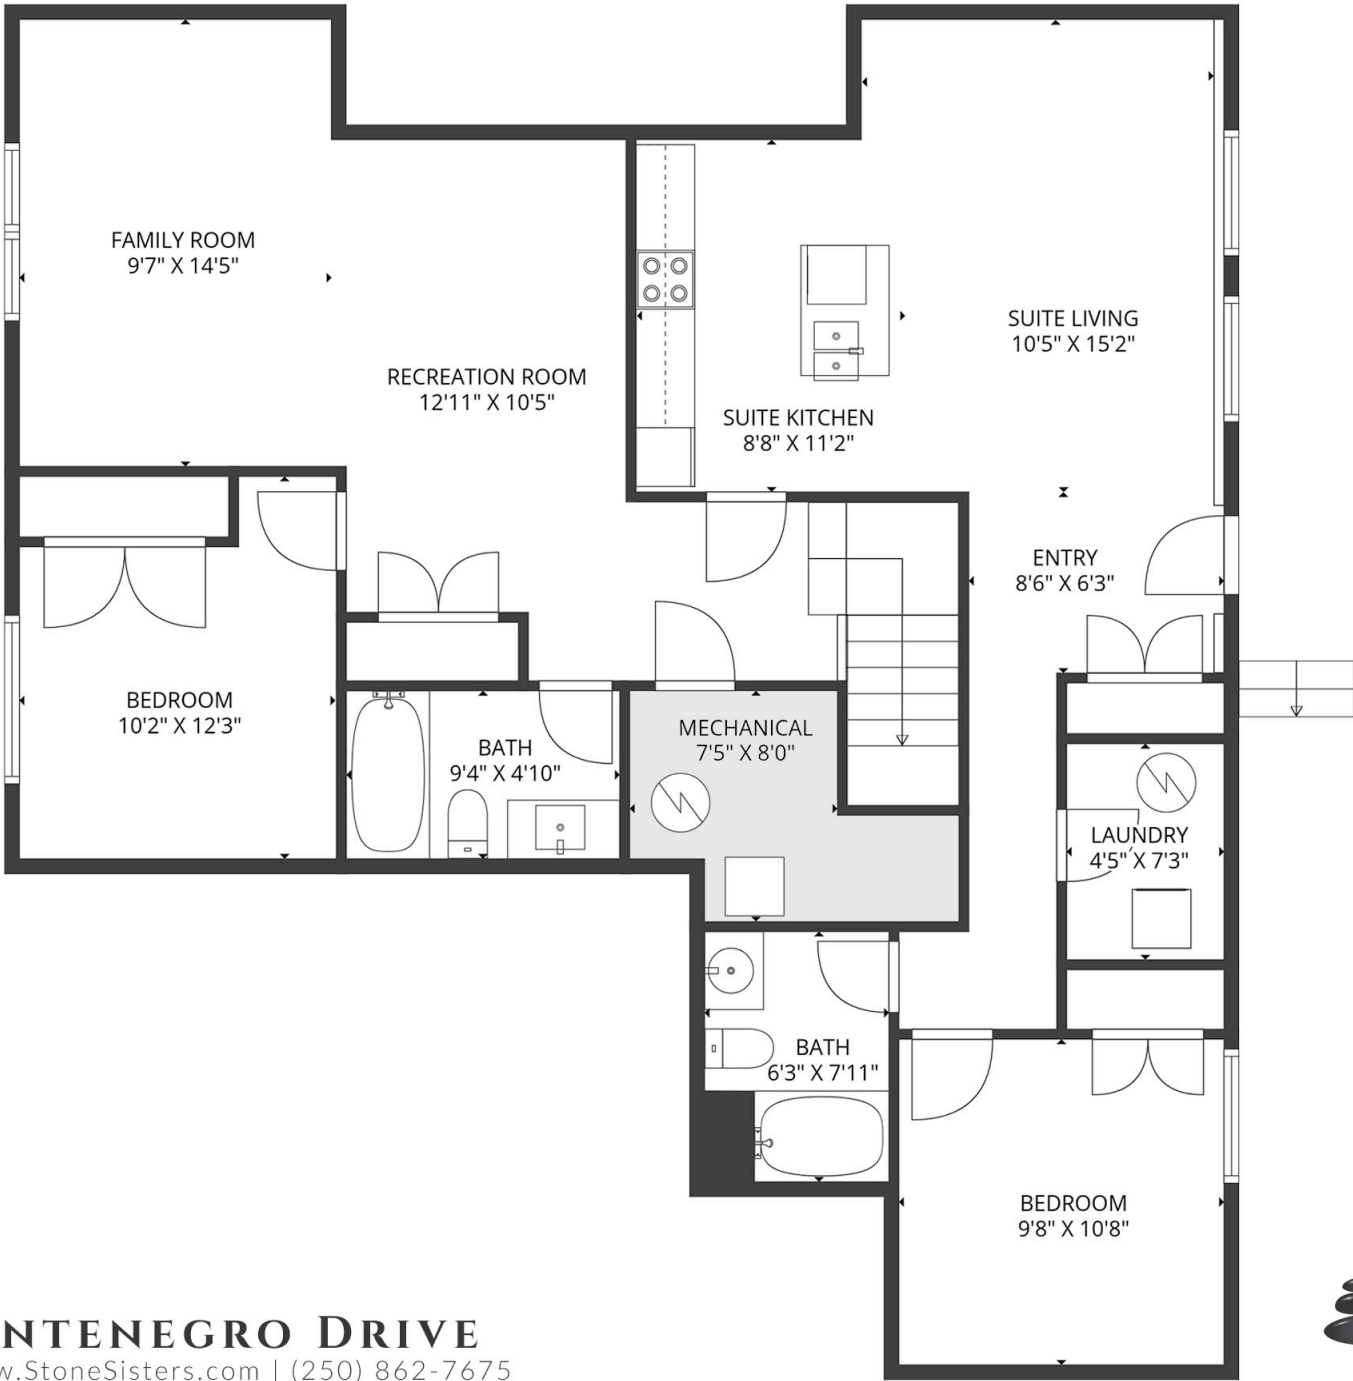 FAMILY ROOM
9'7" X 14'5"
RECREATION ROOM
12'11" X 10'5"
SUITE LIVING
10'5" X 15'2"
SUITE KITCHEN
8'8" X 11'2"
ENTRY
8'6" X 6'3"
BEDROOM
10'2" X 12'3"
BATH
9'4" X 4'10"
MECHANICAL
7'5" X 8'0"
LAUNDRY
4'5" X 7'3"
BATH
6'3" X 7'11"
BEDROOM
9'8" X 10'8"
NTENEGRO DRIVE
w.StoneSisters.com | (250) 862-7675